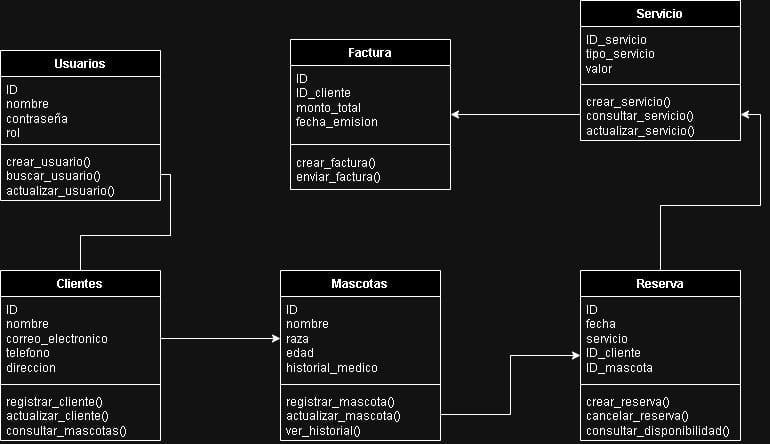 Usuarios
ID
nombre
contraseña
rol
crear_usuario()
buscar_usuario()
actualizar_usuario()
Factura
ID
ID_cliente
monto_total
fecha_emision
crear_factura()
enviar_factura()
Servicio
ID_servicio
tipo_servicio
valor
crear_servicio()
consultar_servicio()
actualizar_servicio()
Clientes
ID
nombre
correo_electronico
telefono
direccion
registrar_cliente()
actualizar_cliente()
consultar_mascotas()
Mascotas
ID
nombre
raza
edad
historial_medico
registrar_mascota()
actualizar_mascota()
ver_historial()
Reserva
ID
fecha
servicio
ID_cliente
ID_mascota
crear_reserva()
cancelar_reserva()
consultar_disponibilidad()